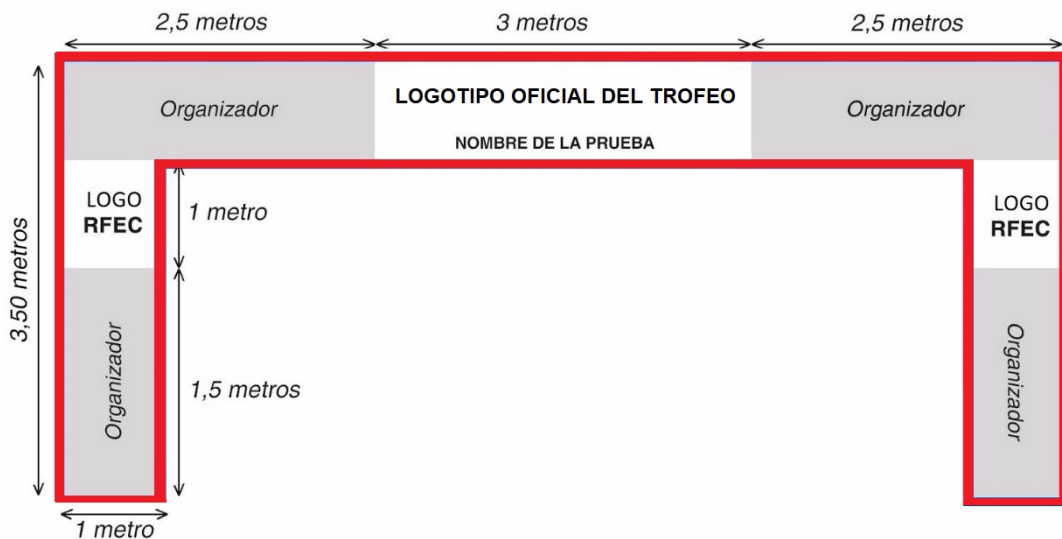 2,5 metros
3 metros
2,5 metros
Organizador
LOGOTIPO OFICIAL DEL TROFEO
NOMBRE DE LA PRUEBA
Organizador
3,50 metros
LOGO
RFEC
1 metro
LOGO
RFEC
Organizador
1,5 metros
Organizador
1 metro